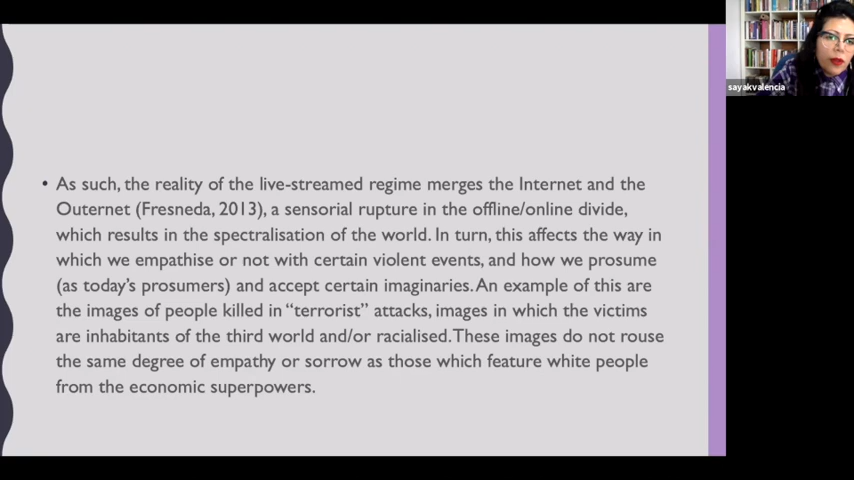 • As such, the reality of the live-streamed regime merges the Internet and the
Outernet (Fresneda, 2013), a sensorial rupture in the offline/online divide,
which results in the spectralisation of the world. In turn, this affects the way in
which we empathise or not with certain violent events, and how we prosume
(as today's prosumers) and accept certain imaginaries. An example of this are
the images of people killed in “terrorist” attacks, images in which the victims
are inhabitants of the third world and/or racialised. These images do not rouse
the same degree of empathy or sorrow as those which feature white people
from the economic superpowers.
sayakvalencia